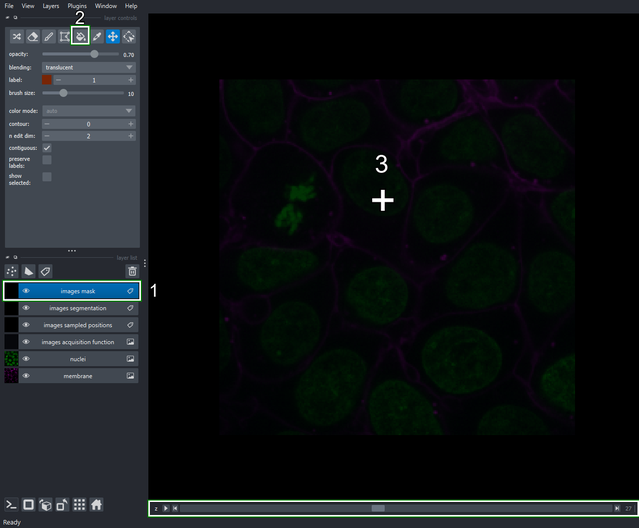 File View Layers Plugins Window Help
2
layer controls
opacity: 0.70
blending: translucent
label: 1
brush size: 10
color mode: auto
contour: 0
n edit dim: 2
contiguous:
preserve
labels:
show
selected:
3
layer list
images mask
1
images segmentation
images sampled positions
images acquisition function
nuclei
membrane
z 27
Ready